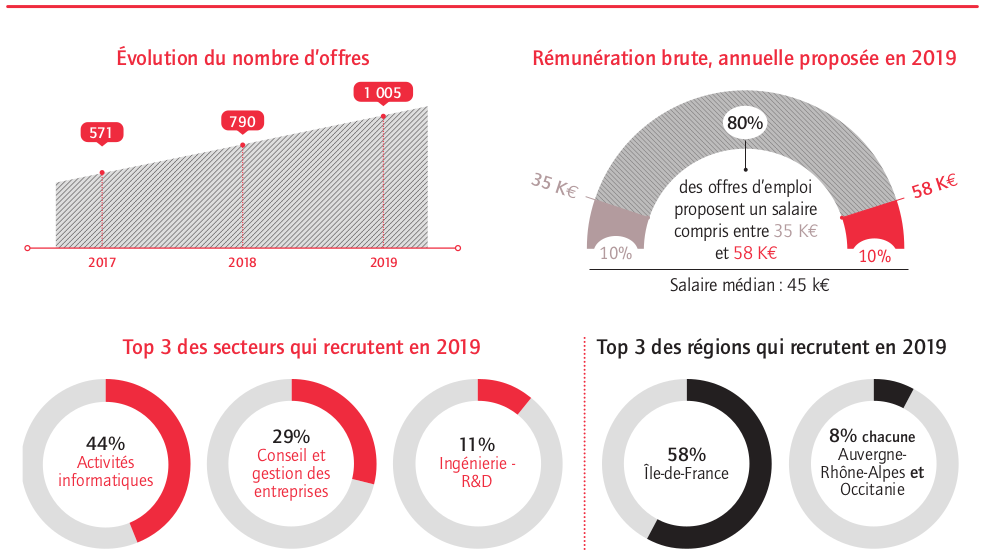 Évolution du nombre d'offres
571
790
1 005
2017
2018
2019
Rémunération brute, annuelle proposée en 2019
80%
35 K€
58 K€
des offres d'emploi
proposent un salaire
compris entre 35 K€
et 58 K€
10%
10%
Salaire médian : 45 k€
Top 3 des secteurs qui recrutent en 2019
44%
Activités
informatiques
29%
Conseil et
gestion des
entreprises
11%
Ingénierie -
R&D
Top 3 des régions qui recrutent en 2019
58%
Île-de-France
8% chacune
Auvergne-
Rhône-Alpes et
Occitanie